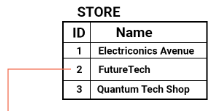 STORE
ID Name
1 Electriconics Avenue
2 FutureTech
3 Quantum Tech Shop